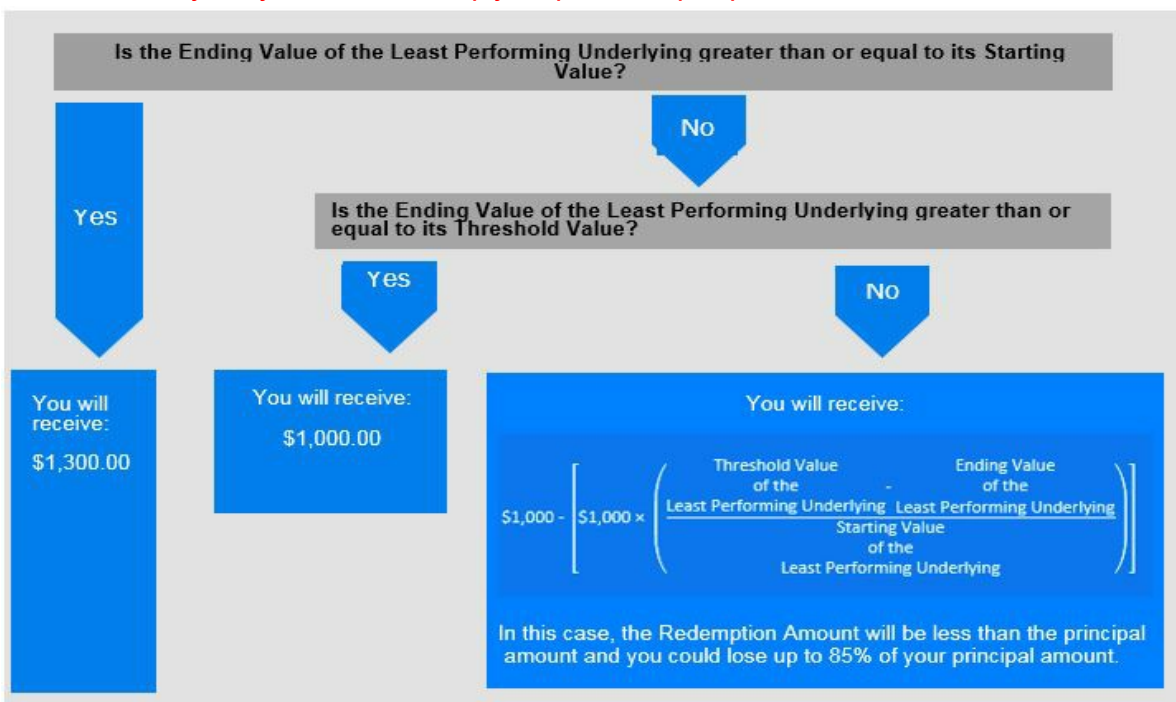 Is the Ending Value of the Least Performing Underlying greater than or equal to its Starting
Value?
No
Yes
Is the Ending Value of the Least Performing Underlying greater than or
equal to its Threshold Value?
Yes
No
You will
receive:
$1,300.00
You will receive:
$1,000.00
You will receive:
Threshold Value Ending Value
of the - of the
Least Performing Underlying Least Performing Underlying
$1,000 - [$1,000 × ( )]
Starting Value
of the
Least Performing Underlying
In this case, the Redemption Amount will be less than the principal
amount and you could lose up to 85% of your principal amount.